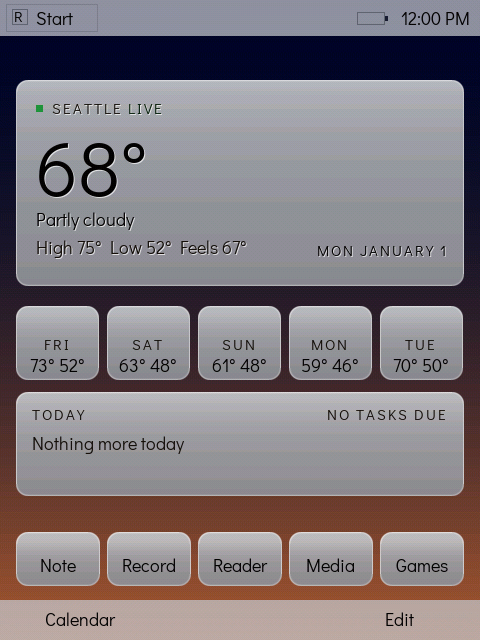 R Start 12:00 PM
SEATTLE LIVE
68°
Partly cloudy
High 75° Low 52° Feels 67°
MON JANUARY 1
FRI SAT SUN MON TUE
73° 52° 63° 48° 61° 48° 59° 46° 70° 50°
TODAY NO TASKS DUE
Nothing more today
Note Record Reader Media Games
Calendar Edit